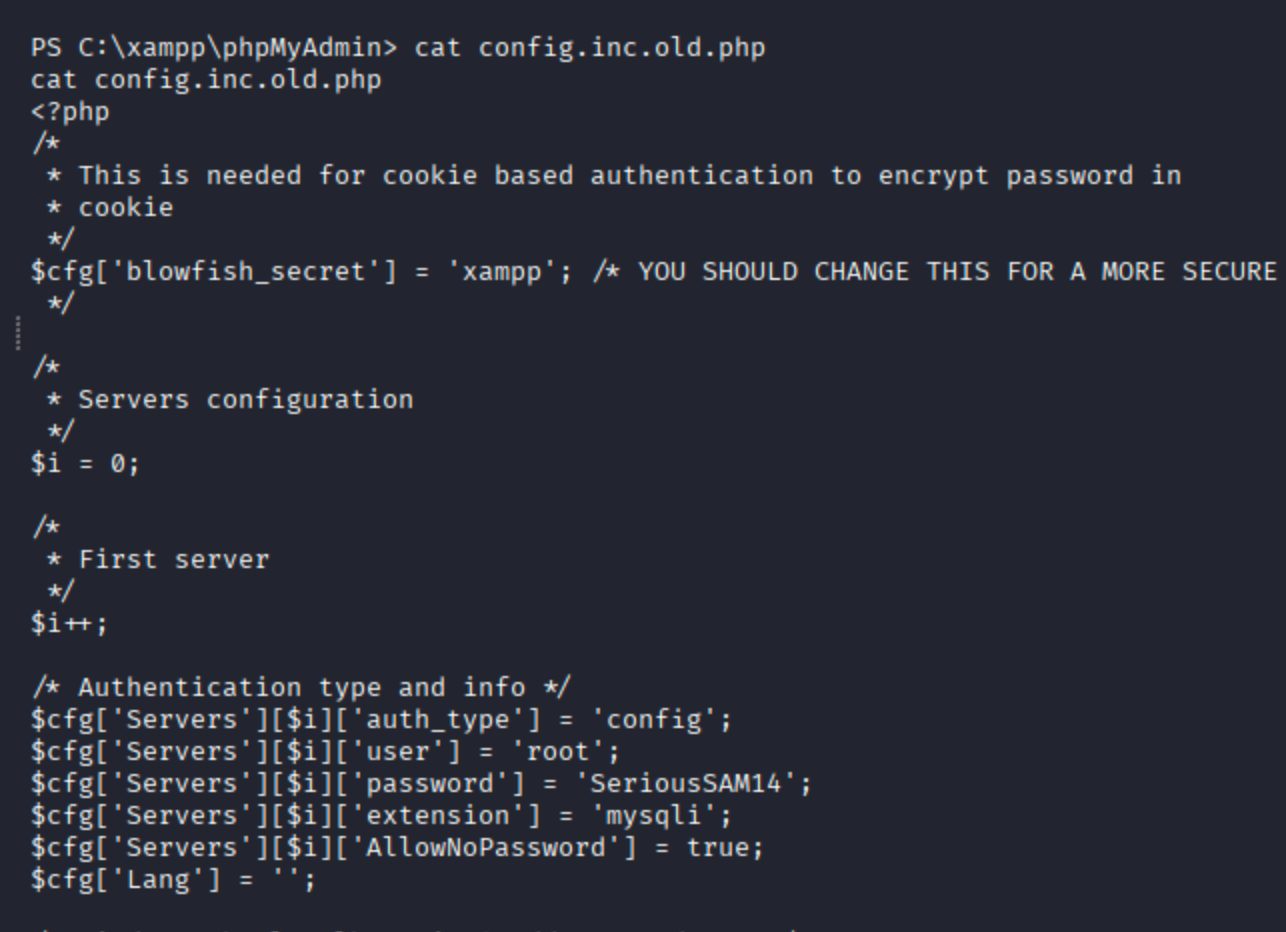 PS C:\xampp\phpMyAdmin> cat config.inc.old.php
cat config.inc.old.php
<?php
/*
 * This is needed for cookie based authentication to encrypt password in
 * cookie
 */
$cfg['blowfish_secret'] = 'xampp'; /* YOU SHOULD CHANGE THIS FOR A MORE SECURE
 */
/*
 * Servers configuration
 */
$i = 0;
/*
 * First server
 */
$i++;
/* Authentication type and info */
$cfg['Servers'][$i]['auth_type'] = 'config';
$cfg['Servers'][$i]['user'] = 'root';
$cfg['Servers'][$i]['password'] = 'SeriousSAM14';
$cfg['Servers'][$i]['extension'] = 'mysqli';
$cfg['Servers'][$i]['AllowNoPassword'] = true;
$cfg['Lang'] = '';